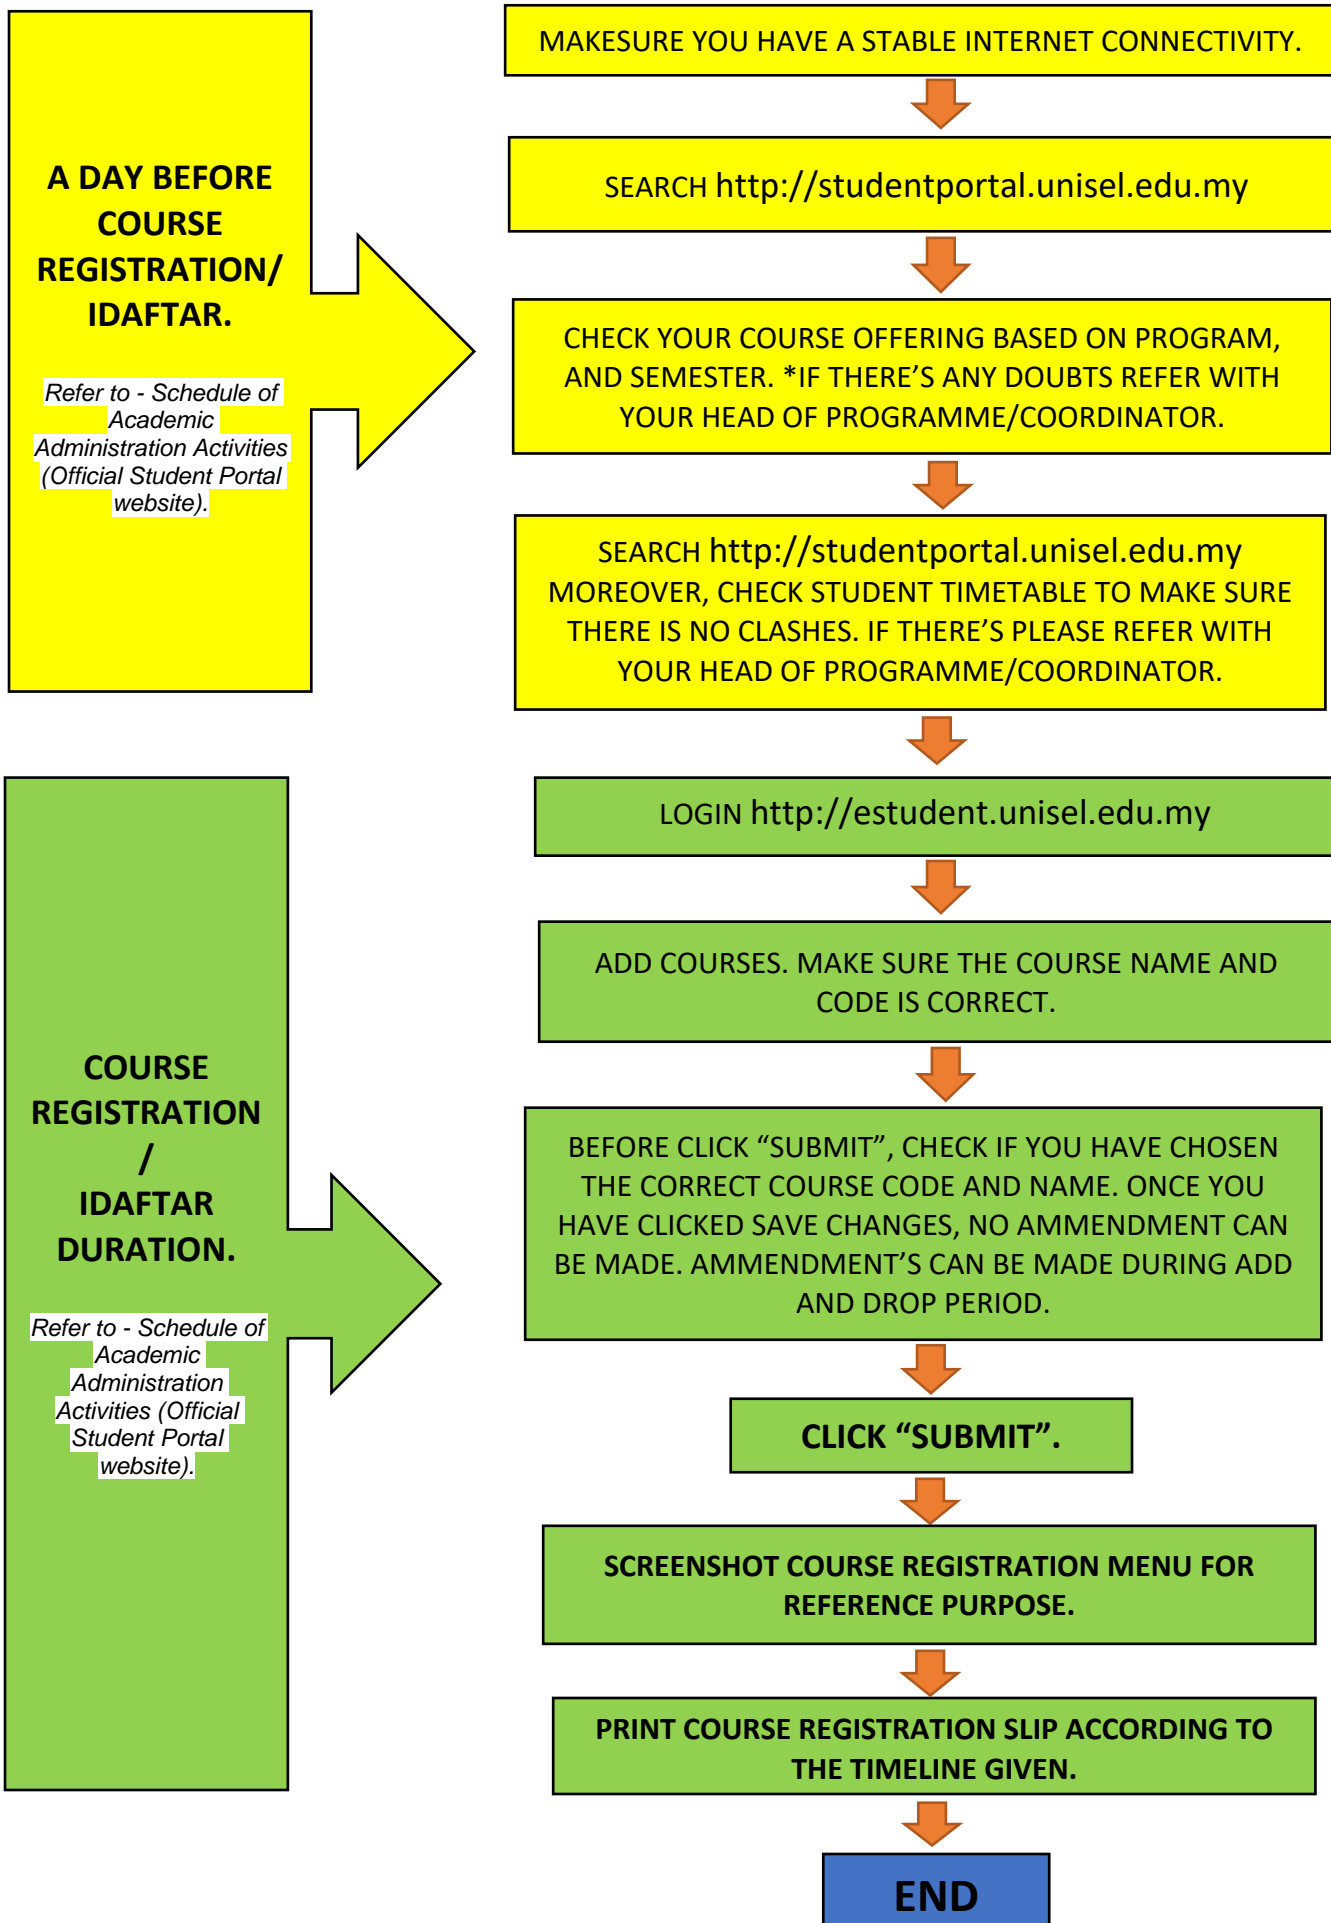 A DAY BEFORE
COURSE
REGISTRATION/
IDAFTAR.
Refer to - Schedule of
Academic
Administration Activities
(Official Student Portal
website).
MAKESURE YOU HAVE A STABLE INTERNET CONNECTIVITY.
SEARCH http://studentportal.unisel.edu.my
CHECK YOUR COURSE OFFERING BASED ON PROGRAM,
AND SEMESTER. *IF THERE’S ANY DOUBTS REFER WITH
YOUR HEAD OF PROGRAMME/COORDINATOR.
SEARCH http://studentportal.unisel.edu.my
MOREOVER, CHECK STUDENT TIMETABLE TO MAKE SURE
THERE IS NO CLASHES. IF THERE’S PLEASE REFER WITH
YOUR HEAD OF PROGRAMME/COORDINATOR.
COURSE
REGISTRATION
/
IDAFTAR
DURATION.
Refer to - Schedule of
Academic
Administration
Activities (Official
Student Portal
website).
LOGIN http://estudent.unisel.edu.my
ADD COURSES. MAKE SURE THE COURSE NAME AND
CODE IS CORRECT.
BEFORE CLICK “SUBMIT”, CHECK IF YOU HAVE CHOSEN
THE CORRECT COURSE CODE AND NAME. ONCE YOU
HAVE CLICKED SAVE CHANGES, NO AMMENDMENT CAN
BE MADE. AMMENDMENT’S CAN BE MADE DURING ADD
AND DROP PERIOD.
CLICK “SUBMIT”.
SCREENSHOT COURSE REGISTRATION MENU FOR
REFERENCE PURPOSE.
PRINT COURSE REGISTRATION SLIP ACCORDING TO
THE TIMELINE GIVEN.
END